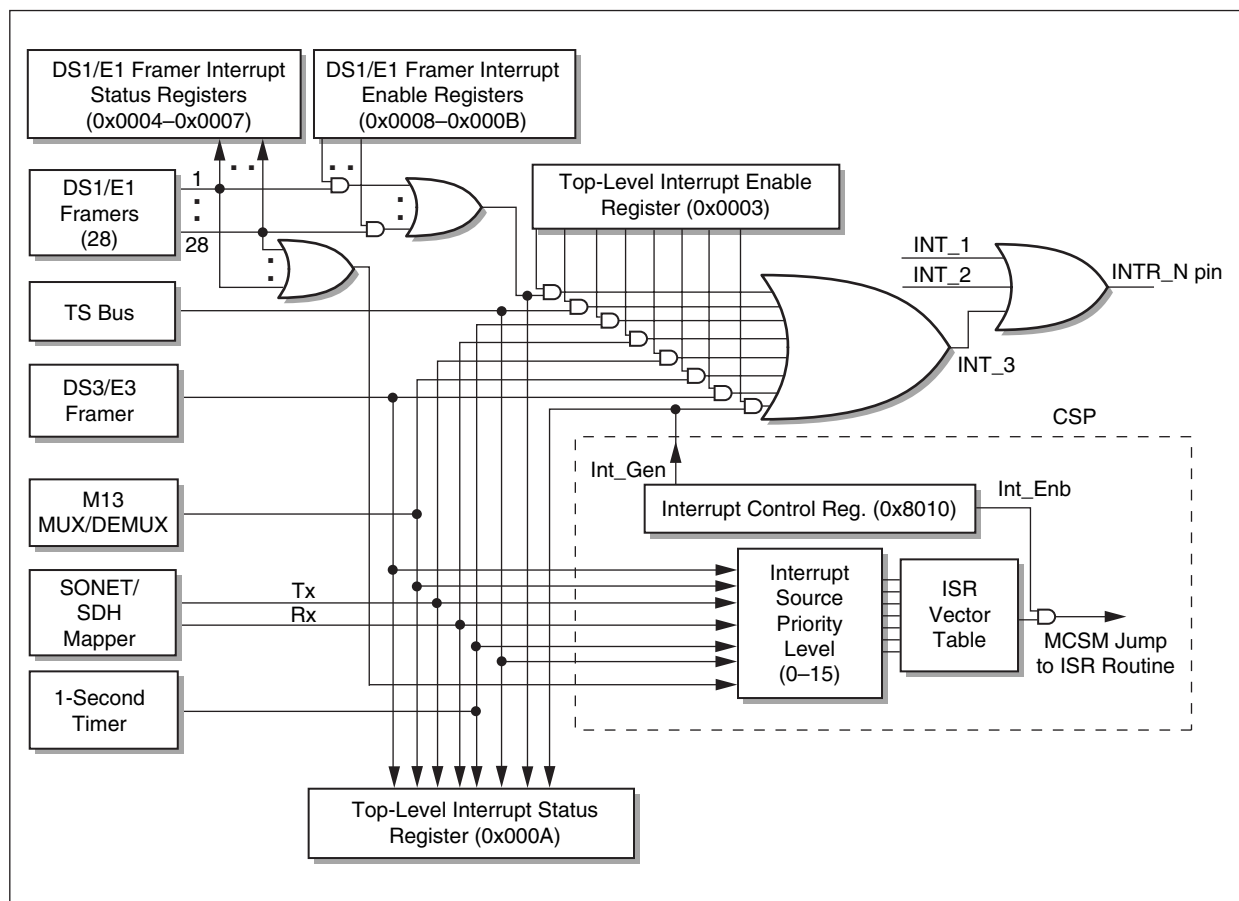 DS1/E1 Framer Interrupt
Status Registers
(0x0004–0x0007)
DS1/E1 Framer Interrupt
Enable Registers
(0x0008–0x000B)
DS1/E1
Framers
(28)
1
28
Top-Level Interrupt Enable
Register (0x0003)
INT_1
INT_2
INTR_N pin
INT_3
TS Bus
DS3/E3
Framer
CSP
Int_Gen
Interrupt Control Reg. (0x8010)
Int_Enb
M13
MUX/DEMUX
SONET/
SDH
Mapper
Tx
Rx
Interrupt
Source
Priority
Level
(0–15)
ISR
Vector
Table
MCSM Jump
to ISR Routine
1-Second
Timer
Top-Level Interrupt Status
Register (0x000A)